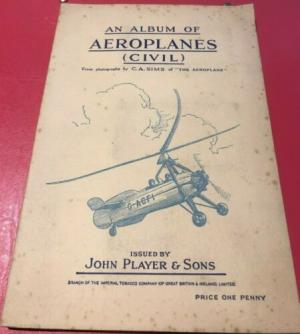 AN ALBUM OF
AEROPLANES
(CIVIL)
From photographs by C.A. SIMS of "THE AEROPLANE"
G-ACFI
ISSUED BY
JOHN PLAYER & SONS
BRANCH OF THE IMPERIAL TOBACCO COMPANY (OF GREAT BRITAIN & IRELAND), LIMITED.
PRICE ONE PENNY